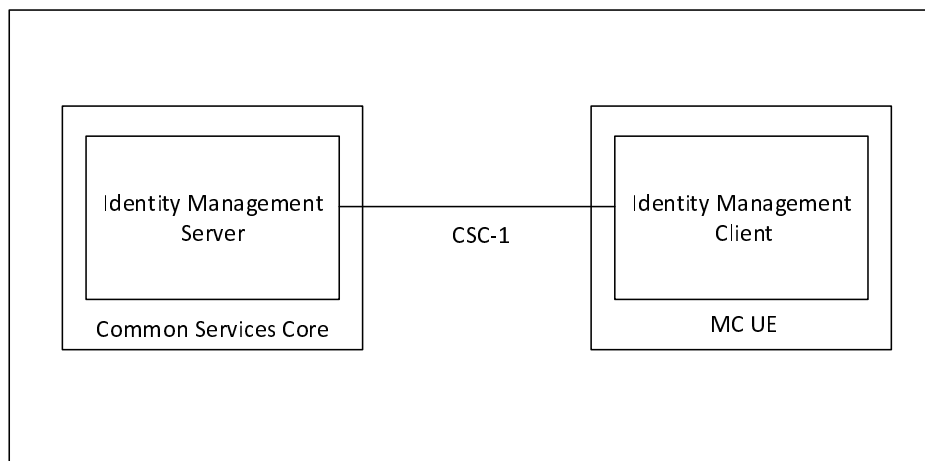 Identity Management
Server
Common Services Core
CSC-1
Identity Management
Client
MC UE